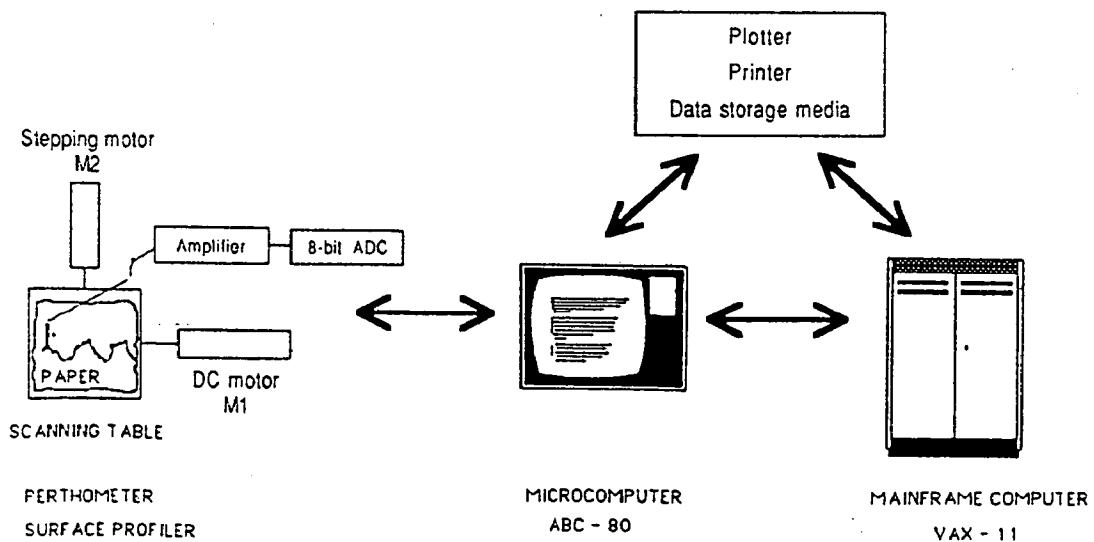 Plotter
Printer
Data storage media
Stepping motor
M2
Amplifier
8-bit ADC
PAPER
DC motor
M1
SCANNING TABLE
PERTHOMETER
SURFACE PROFILER
MICROCOMPUTER
ABC - 80
MAINFRAME COMPUTER
VAX - 11